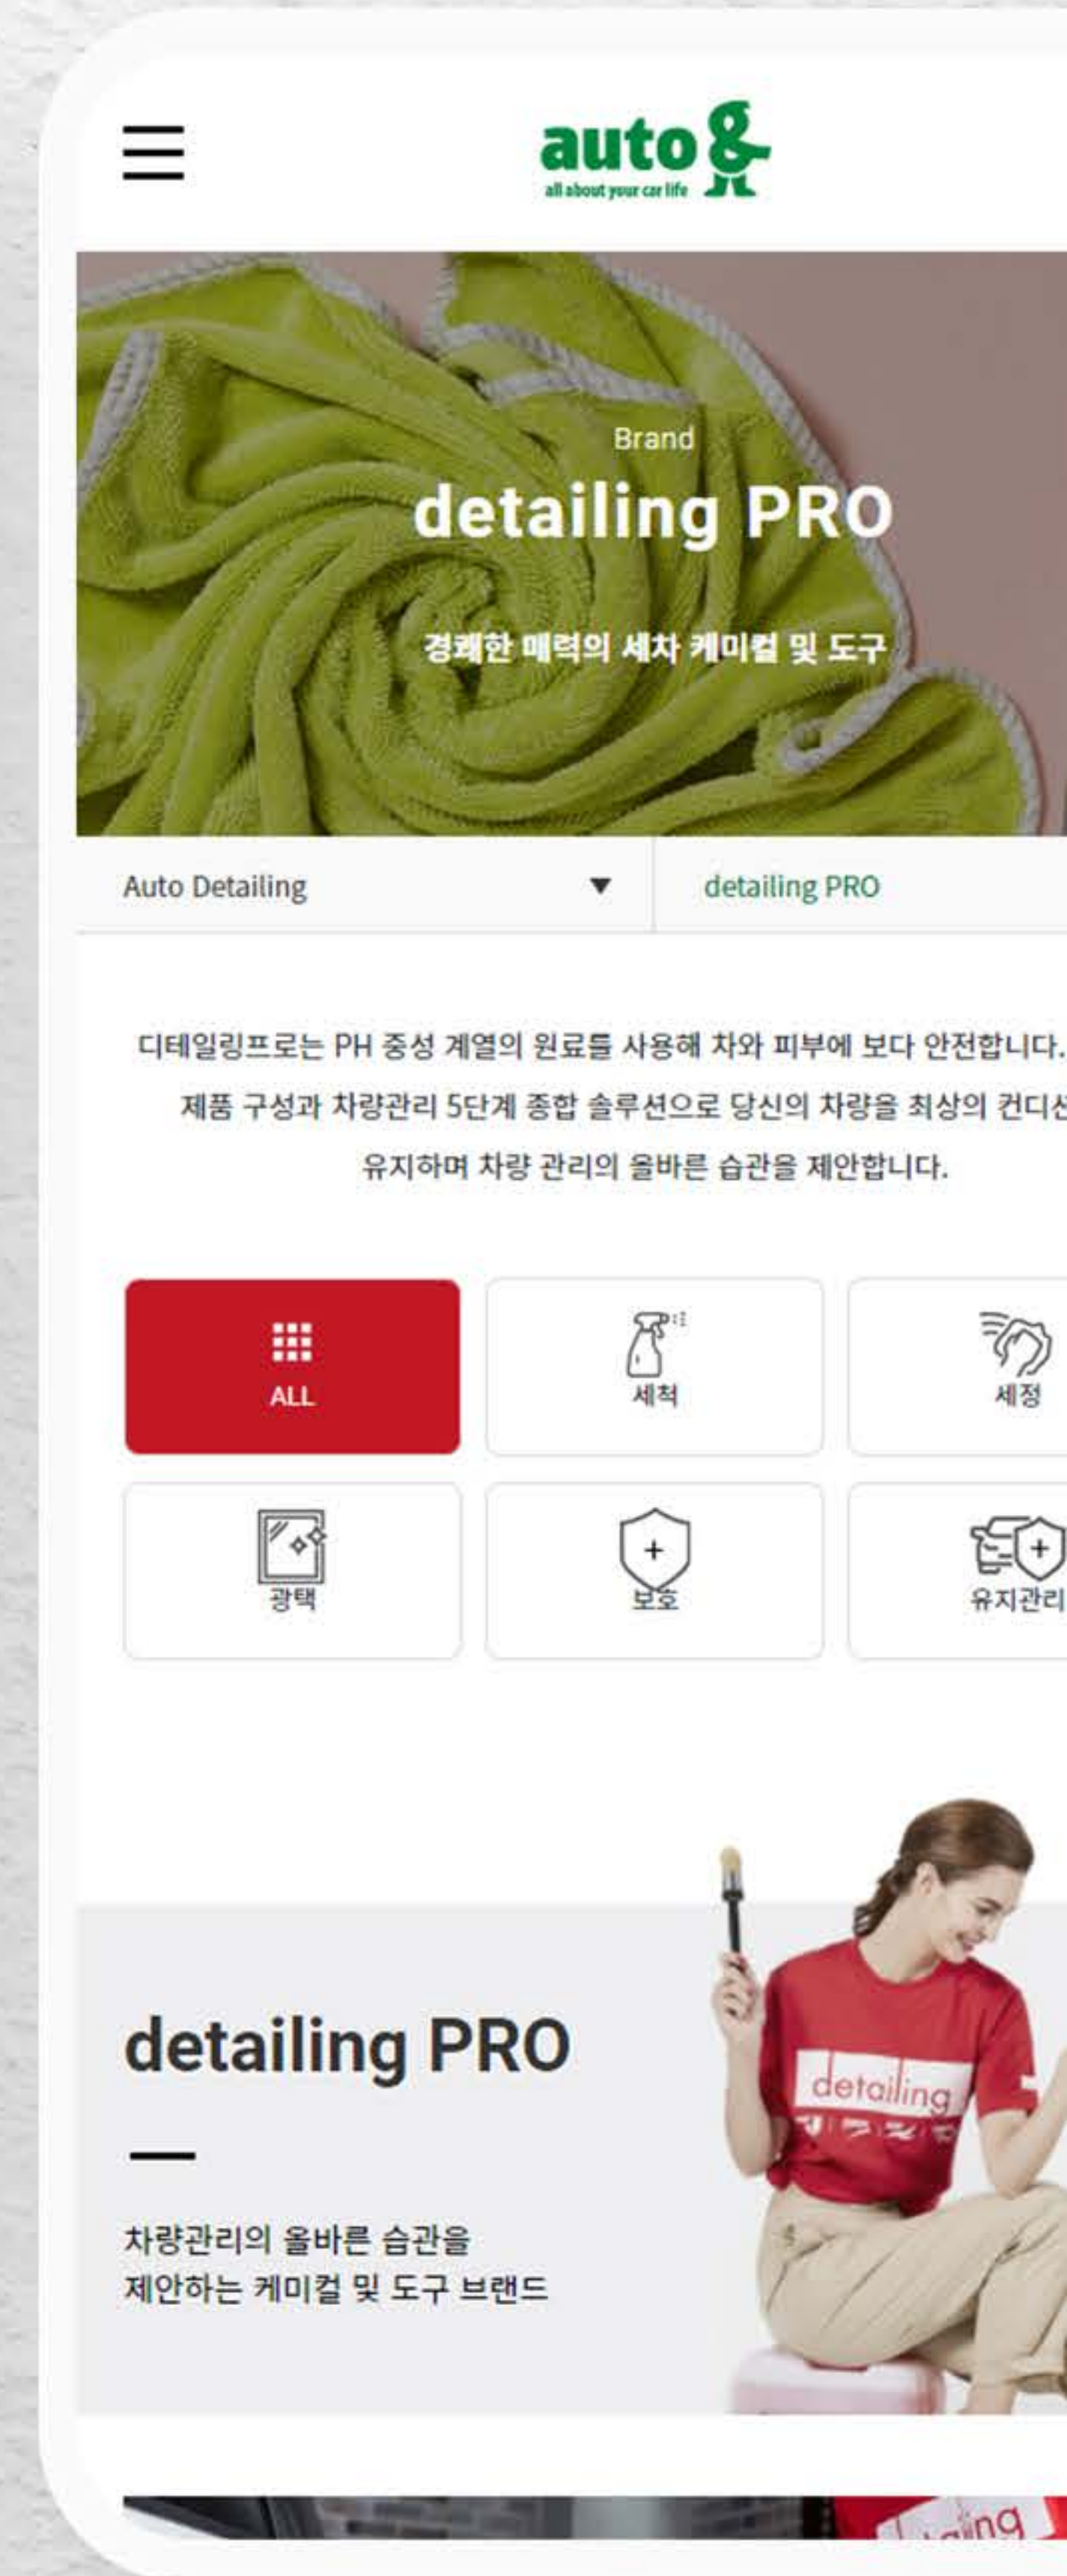 auto&
all about your car life
Brand
detailing PRO
경쾌한 매력의 세차 케미컬 및 도구
Auto Detailing
detailing PRO
디테일링프로는 PH 중성 계열의 원료를 사용해 차와 피부에 보다 안전합니다.
제품 구성과 차량관리 5단계 종합 솔루션으로 당신의 차량을 최상의 컨디션
유지하며 차량 관리의 올바른 습관을 제안합니다.
ALL
세척
세정
광택
보호
유지관리
detailing PRO
detailing
차량관리의 올바른 습관을
제안하는 케미컬 및 도구 브랜드